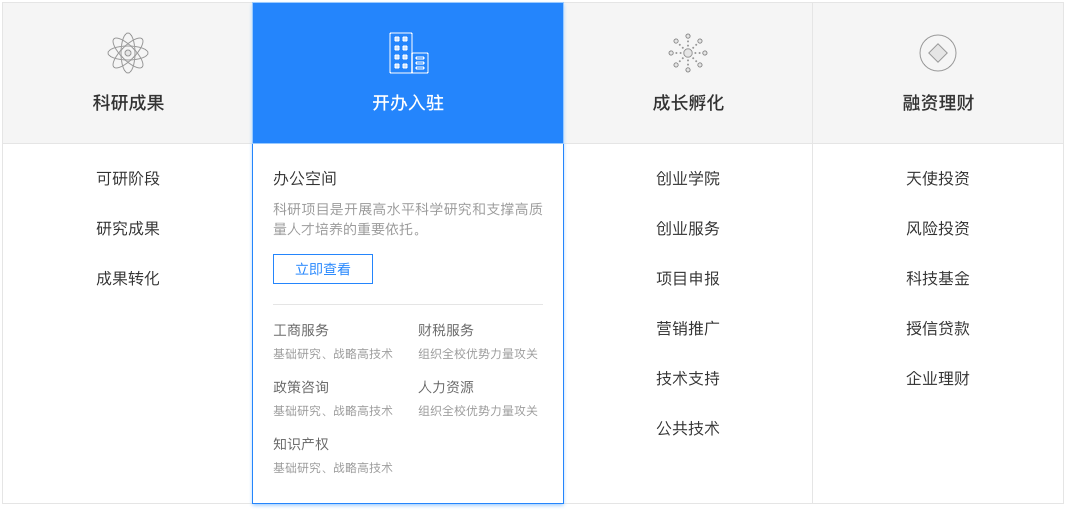 科研成果
开办入驻
成长孵化
融资理财
可研阶段
研究成果
成果转化
办公空间
科研项目是开展高水平科学研究和支撑高质
量人才培养的重要依托。
立即查看
工商服务
财税服务
基础研究、战略高技术
组织全校优势力量攻关
政策咨询
人力资源
基础研究、战略高技术
组织全校优势力量攻关
知识产权
基础研究、战略高技术
创业学院
创业服务
项目申报
营销推广
技术支持
公共技术
天使投资
风险投资
科技基金
授信贷款
企业理财